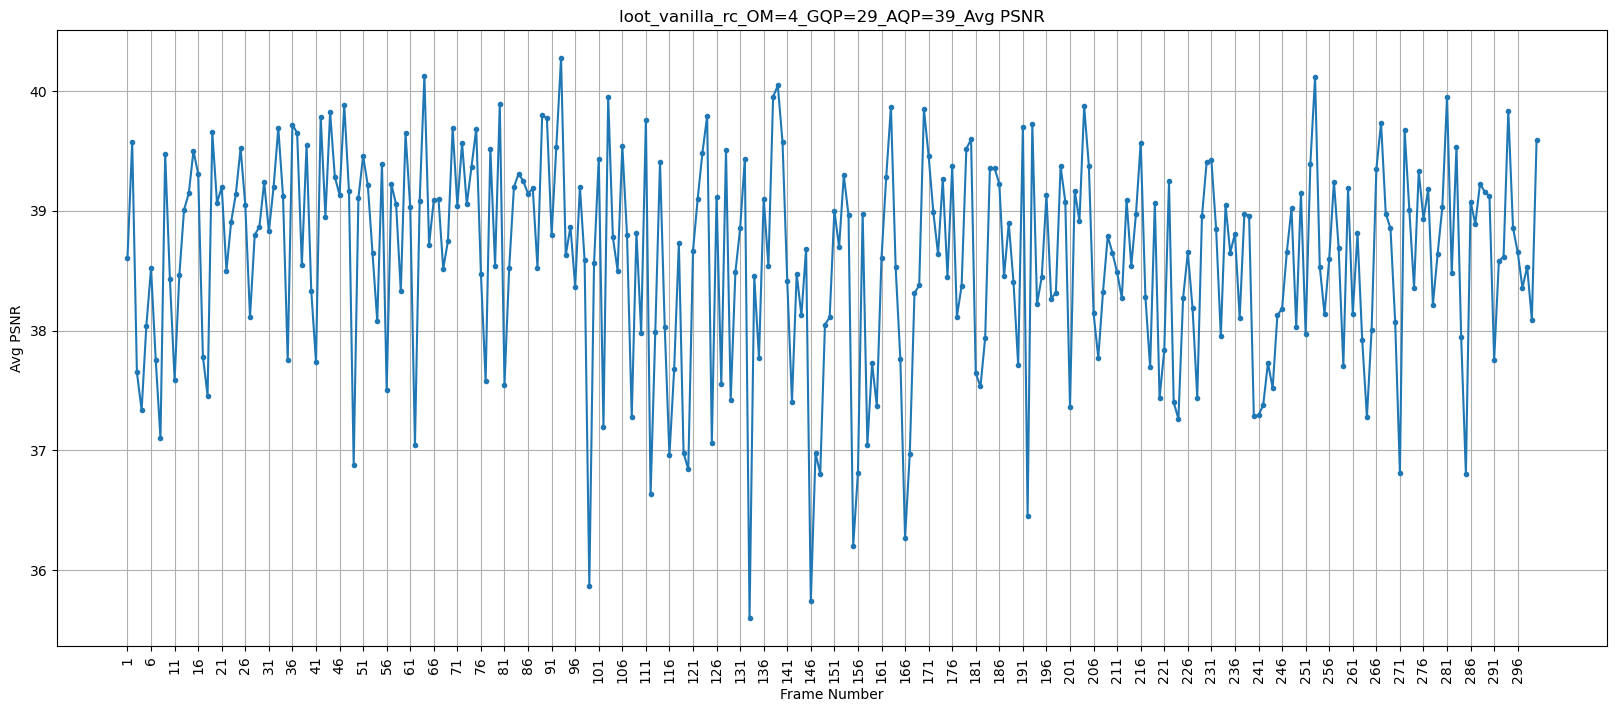 loot_vanilla_rc_OM=4_GQP=29_AQP=39_Avg PSNR
Avg PSNR
40
39
38
37
36
1 6 11 16 21 26 31 36 41 46 51 56 61 66 71 76 81 86 91 96 101 106 111 116 121 126 131 136 141 146 151 156 161 166 171 176 181 186 191 196 201 206 211 216 221 226 231 236 241 246 251 256 261 266 271 276 281 286 291 296
Frame Number